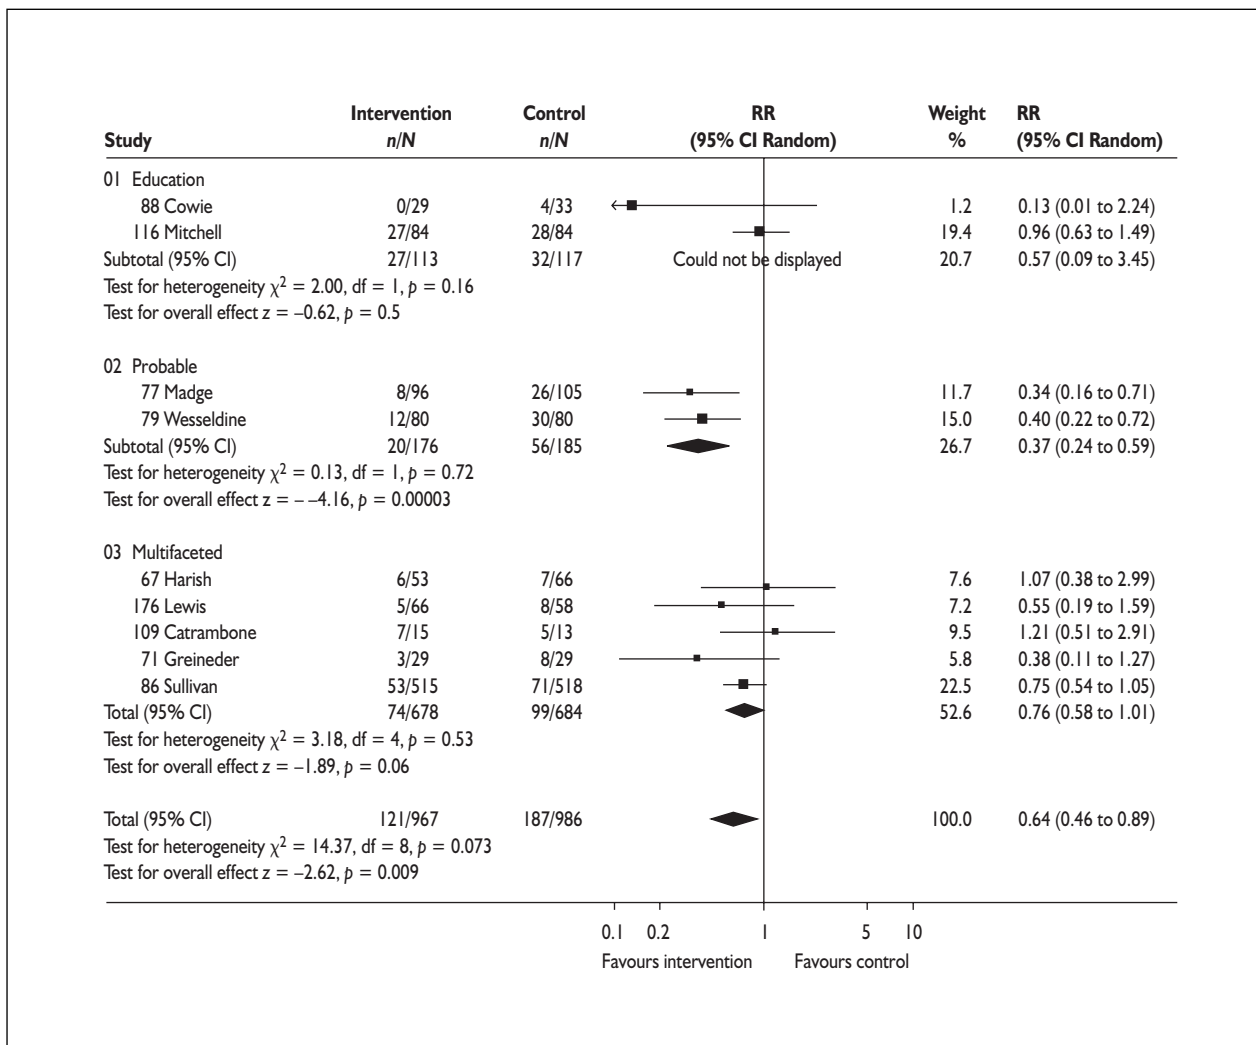 Intervention Control RR Weight RR
Study n/N n/N (95% CI Random) % (95% CI Random)
01 Education
88 Cowie 0/29 4/33 1.2 0.13 (0.01 to 2.24)
116 Mitchell 27/84 28/84 19.4 0.96 (0.63 to 1.49)
Subtotal (95% CI) 27/113 32/117 Could not be displayed 20.7 0.57 (0.09 to 3.45)
Test for heterogeneity χ² = 2.00, df = 1, p = 0.16
Test for overall effect z = –0.62, p = 0.5
02 Probable
77 Madge 8/96 26/105 11.7 0.34 (0.16 to 0.71)
79 Wesseldine 12/80 30/80 15.0 0.40 (0.22 to 0.72)
Subtotal (95% CI) 20/176 56/185 26.7 0.37 (0.24 to 0.59)
Test for heterogeneity χ² = 0.13, df = 1, p = 0.72
Test for overall effect z = – –4.16, p = 0.00003
03 Multifaceted
67 Harish 6/53 7/66 7.6 1.07 (0.38 to 2.99)
176 Lewis 5/66 8/58 7.2 0.55 (0.19 to 1.59)
109 Catrambone 7/15 5/13 9.5 1.21 (0.51 to 2.91)
71 Greineder 3/29 8/29 5.8 0.38 (0.11 to 1.27)
86 Sullivan 53/515 71/518 22.5 0.75 (0.54 to 1.05)
Total (95% CI) 74/678 99/684 52.6 0.76 (0.58 to 1.01)
Test for heterogeneity χ² = 3.18, df = 4, p = 0.53
Test for overall effect z = –1.89, p = 0.06
Total (95% CI) 121/967 187/986 100.0 0.64 (0.46 to 0.89)
Test for heterogeneity χ² = 14.37, df = 8, p = 0.073
Test for overall effect z = –2.62, p = 0.009
0.1 0.2 1 5 10
Favours intervention Favours control